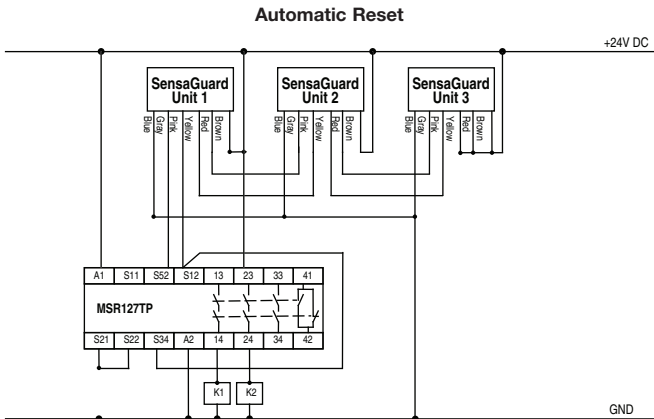 Automatic Reset
+24V DC
SensaGuard
Unit 1
SensaGuard
Unit 2
SensaGuard
Unit 3
Blue
Gray
Pink
Yellow
Red
Brown
Blue
Gray
Pink
Yellow
Red
Brown
Blue
Gray
Pink
Yellow
Red
Brown
A1 S11 S52 S12 13 23 33 41
MSR127TP
S21 S22 S34 A2 14 24 34 42
K1 K2
GND